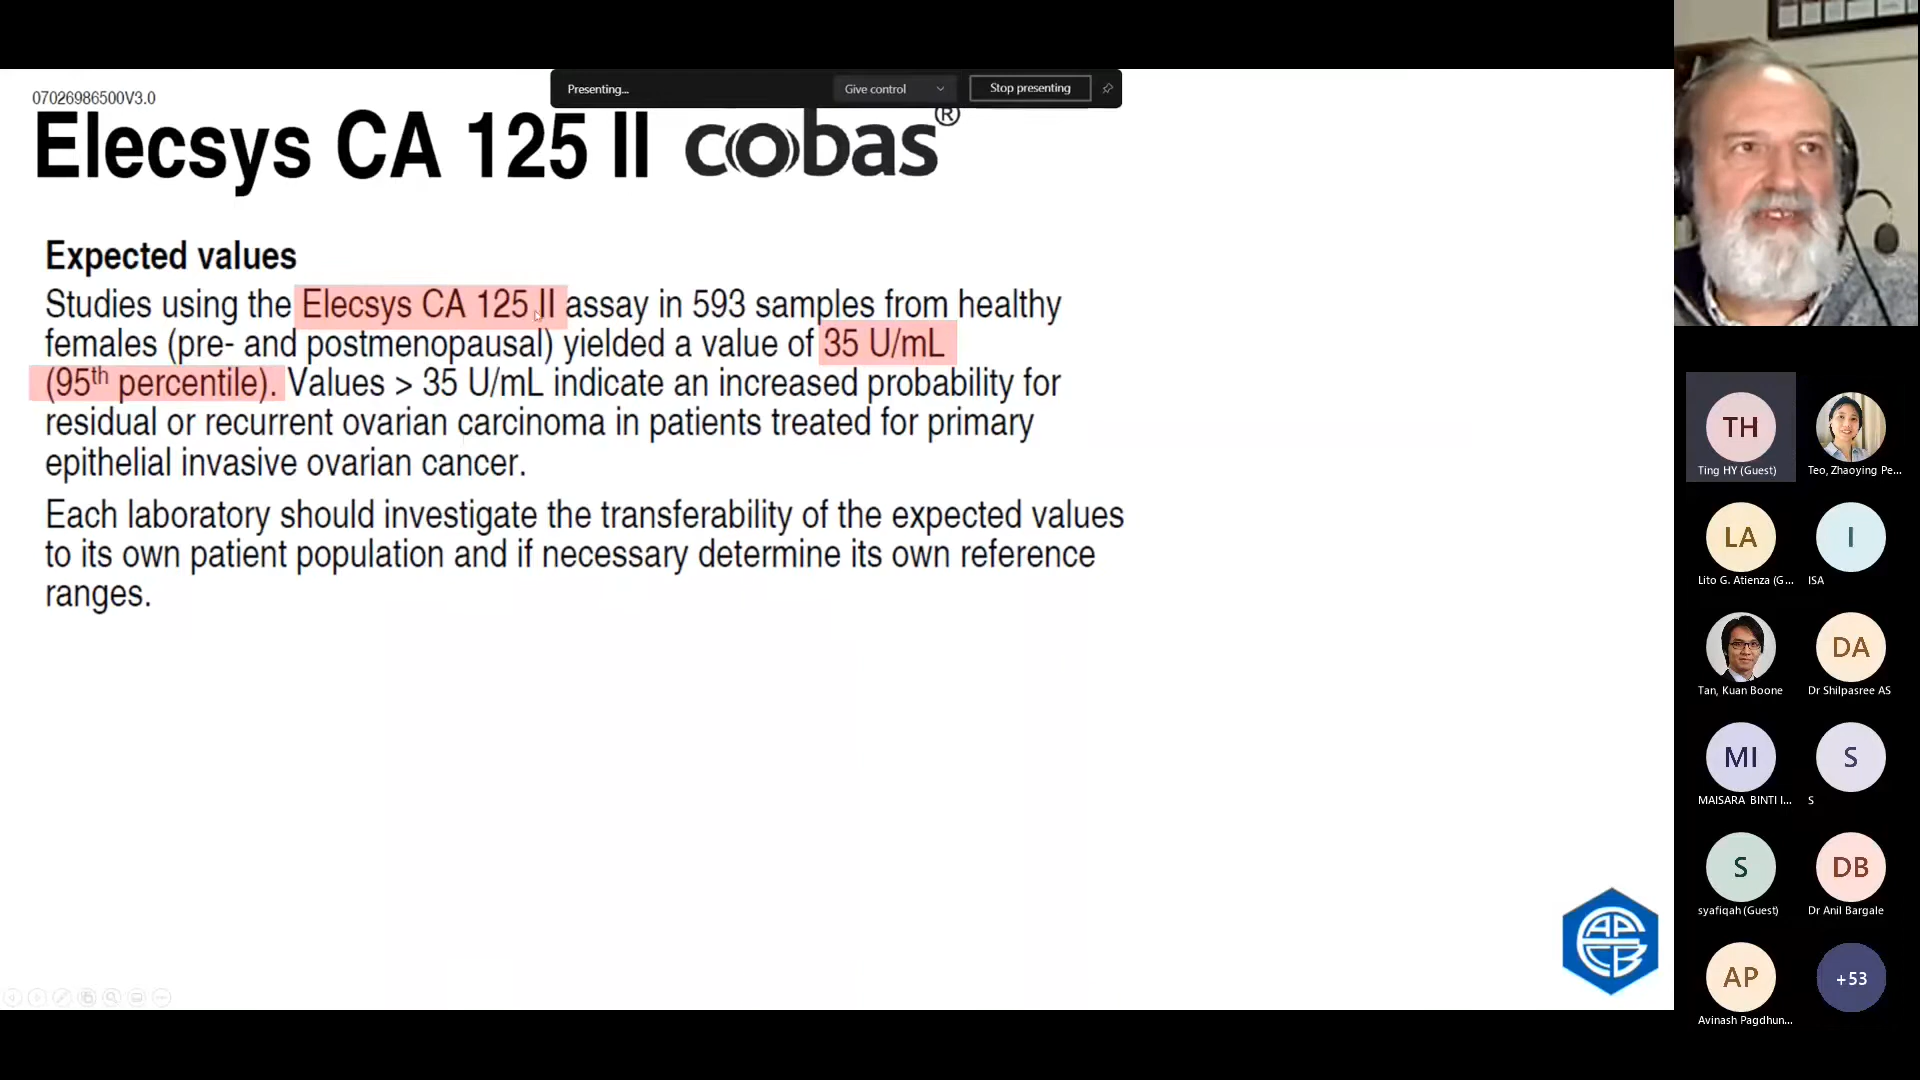 07026986500V3.0
Presenting...
Give control
Stop presenting
Elecsys CA 125 II cobas®
Expected values
Studies using the Elecsys CA 125 II assay in 593 samples from healthy
females (pre- and postmenopausal) yielded a value of 35 U/mL
(95th percentile). Values > 35 U/mL indicate an increased probability for
residual or recurrent ovarian carcinoma in patients treated for primary
epithelial invasive ovarian cancer.
Each laboratory should investigate the transferability of the expected values
to its own patient population and if necessary determine its own reference
ranges.
APFCB
TH
Ting HY (Guest)
Teo, Zhaoying Pe...
LA
Lito G. Atienza (G...
I
ISA
Tan, Kuan Boone
DA
Dr Shilpasree AS
MI
MAISARA BINTI I...
S
S
S
syafiqah (Guest)
DB
Dr Anil Bargale
AP
Avinash Pagdhun...
+53